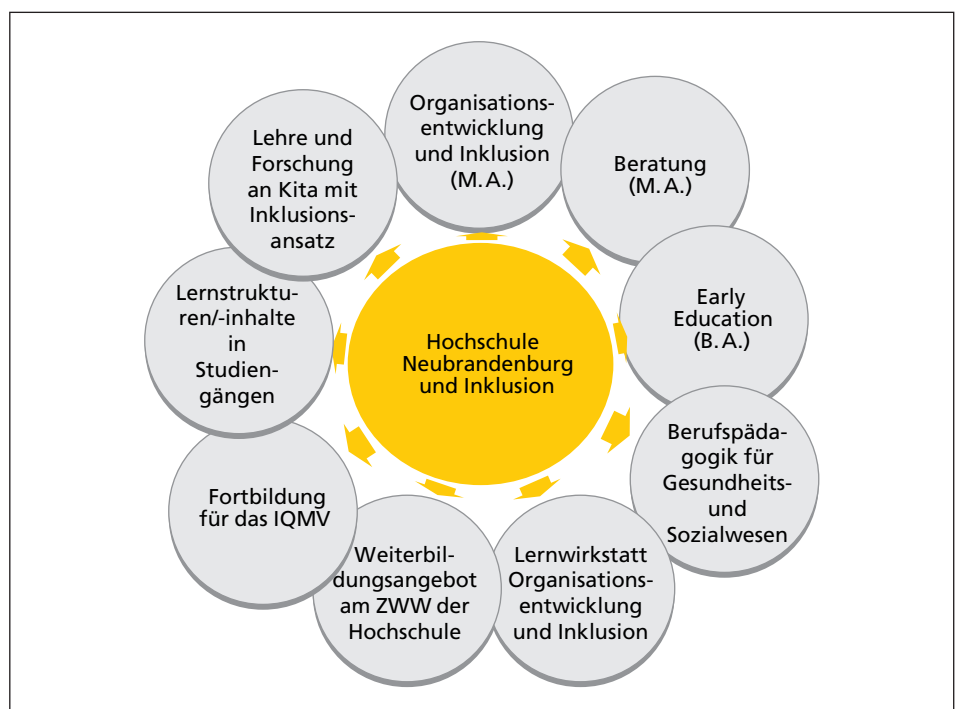 Organisations-
entwicklung
und Inklusion
(M. A.)
Beratung
(M. A.)
Early
Education
(B. A.)
Berufspäda-
gogik für
Gesundheits-
und
Sozialwesen
Lernwirkstatt
Organisations-
entwicklung
und Inklusion
Weiterbil-
dungsangebot
am ZWW der
Hochschule
Fortbildung
für das IQMV
Lernstruktu-
ren/-inhalte
in
Studien-
gängen
Lehre und
Forschung
an Kita mit
Inklusions-
ansatz
Hochschule
Neubrandenburg
und Inklusion